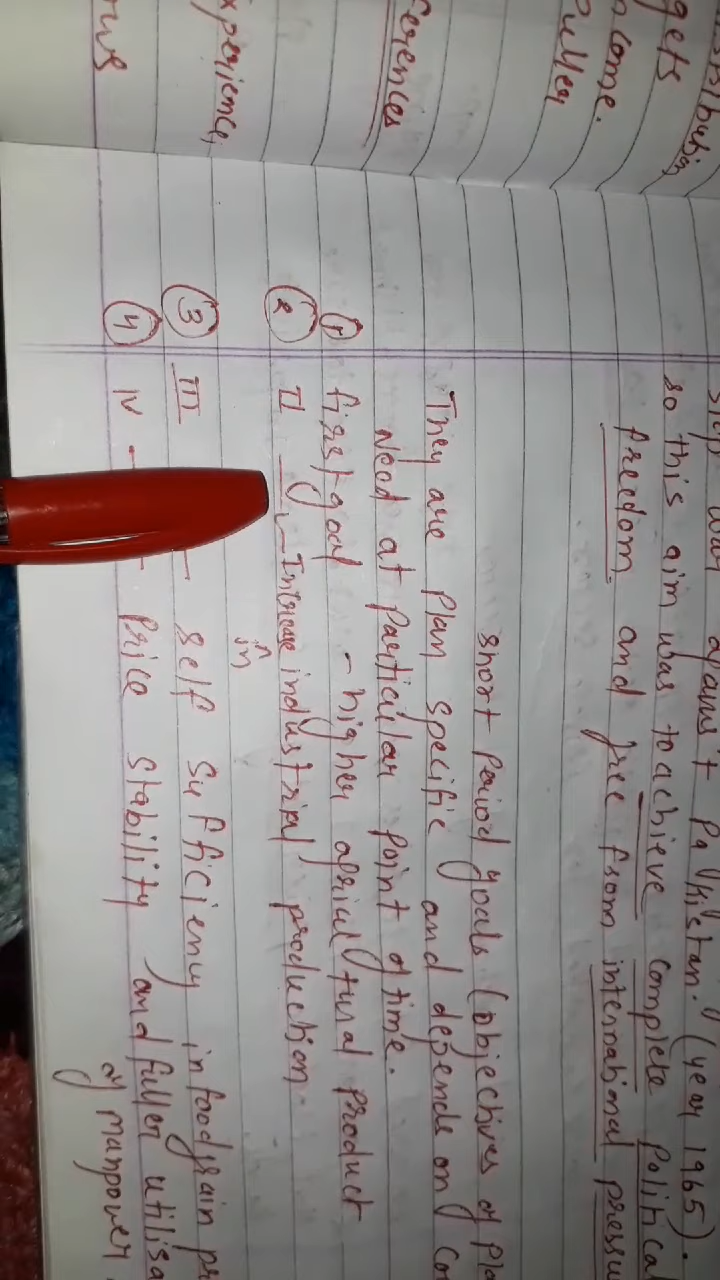 gets
ncome.
ferences
xperience,
ous
against Pakistan. (year 1965).
so this aim was to achieve complete Political
freedom and free from international pressu
short Period goals (objectives of pla
They are Plan specific and depends on co
Need at particular point of time.
① first goal - higher agricultural product
② II - Increase in industrial production.
③ III - self sufficieny in foodgrain pr
④ IV - Price stability and fuller utilisa
of manpower